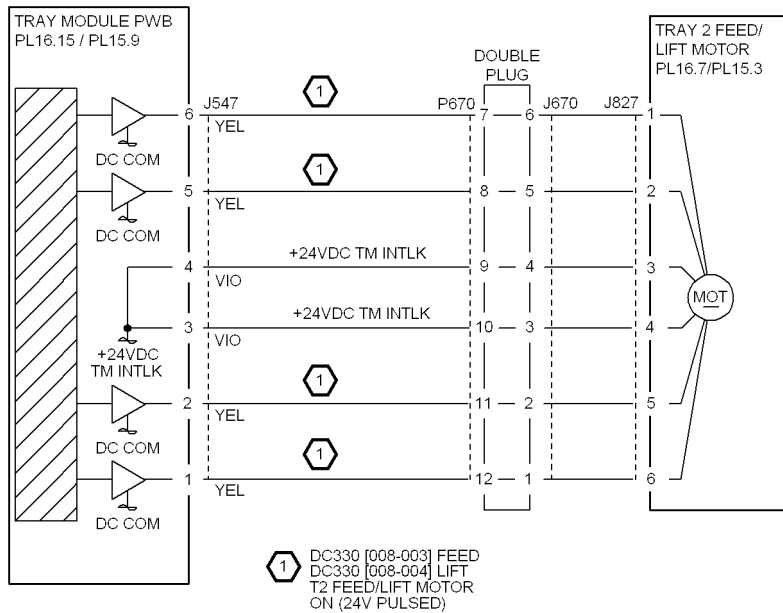 TRAY MODULE PWB
PL16.15 / PL15.9
DOUBLE
PLUG
TRAY 2 FEED/
LIFT MOTOR
PL16.7/PL15.3
1
6 J547 P670 7 6 J670 J827 1
YEL
DC COM
1
5 8 5 2
YEL
DC COM
+24VDC TM INTLK
4 9 4 3
VIO
MOT
+24VDC TM INTLK
3 10 3 4
VIO
+24VDC
TM INTLK
1
2 11 2 5
YEL
DC COM
1
1 12 1 6
YEL
DC COM
1 DC330 [008-003] FEED
DC330 [008-004] LIFT
T2 FEED/LIFT MOTOR
ON (24V PULSED)